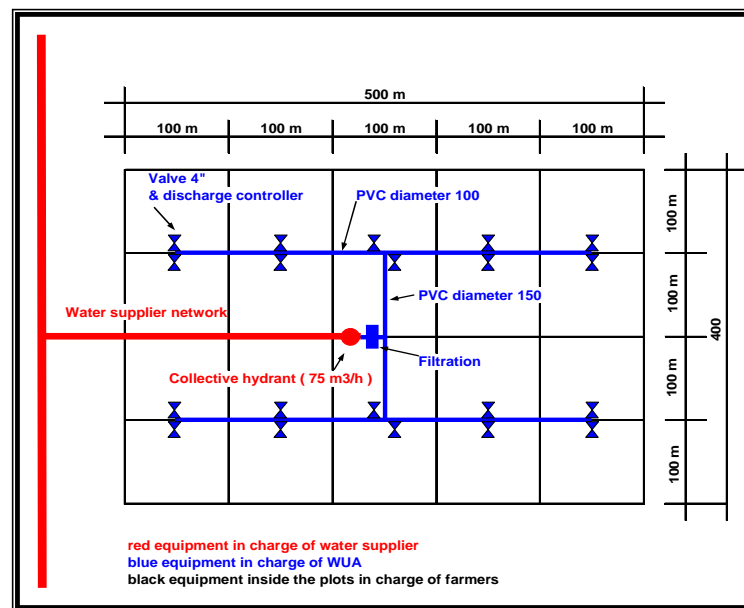 500 m
100 m 100 m 100 m 100 m 100 m
Valve 4"
& discharge controller
PVC diameter 100
100 m
100 m
PVC diameter 150
Water supplier network
400
Filtration
Collective hydrant ( 75 m3/h )
100 m
100 m
red equipment in charge of water supplier
blue equipment in charge of WUA
black equipment inside the plots in charge of farmers